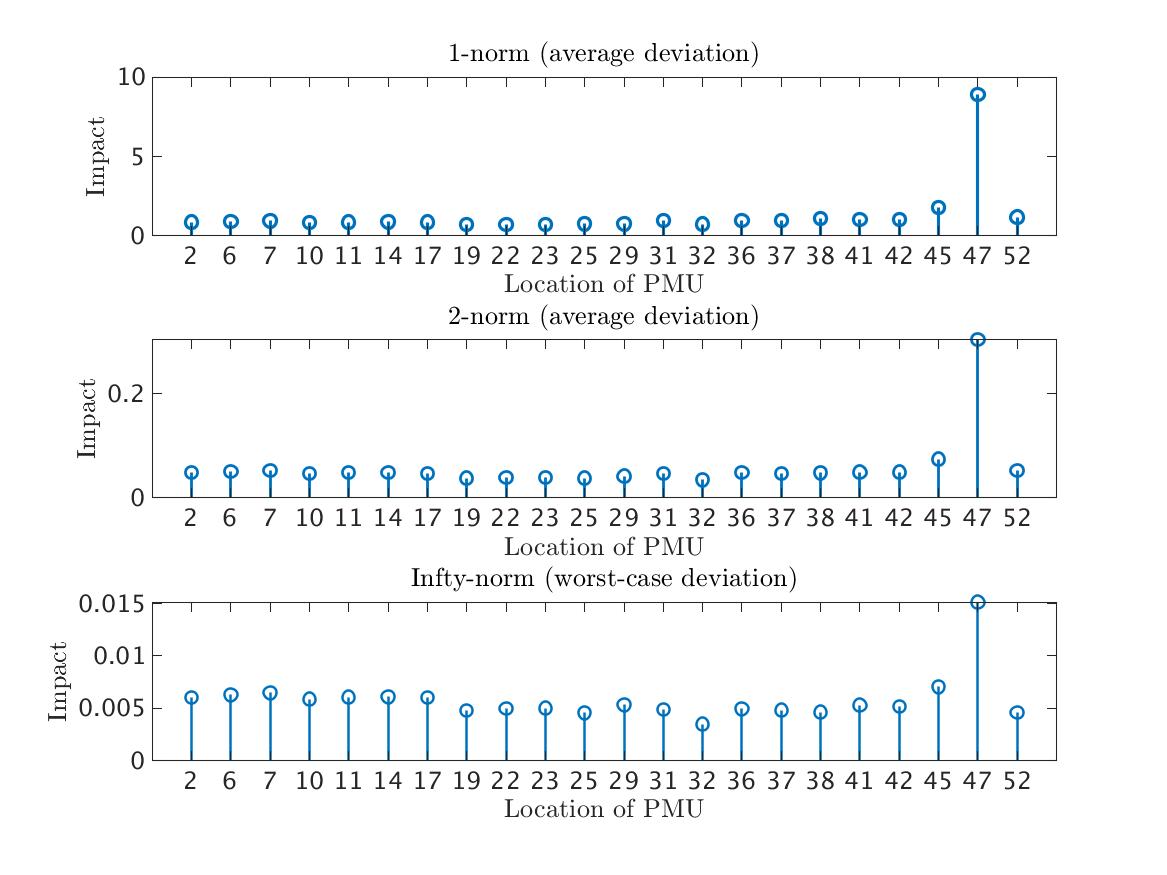 1-norm (average deviation)
10
5
0
Impact
2 6 7 10 11 14 17 19 22 23 25 29 31 32 36 37 38 41 42 45 47 52
Location of PMU
2-norm (average deviation)
0.2
0
Impact
2 6 7 10 11 14 17 19 22 23 25 29 31 32 36 37 38 41 42 45 47 52
Location of PMU
Infty-norm (worst-case deviation)
0.015
0.01
0.005
0
Impact
2 6 7 10 11 14 17 19 22 23 25 29 31 32 36 37 38 41 42 45 47 52
Location of PMU